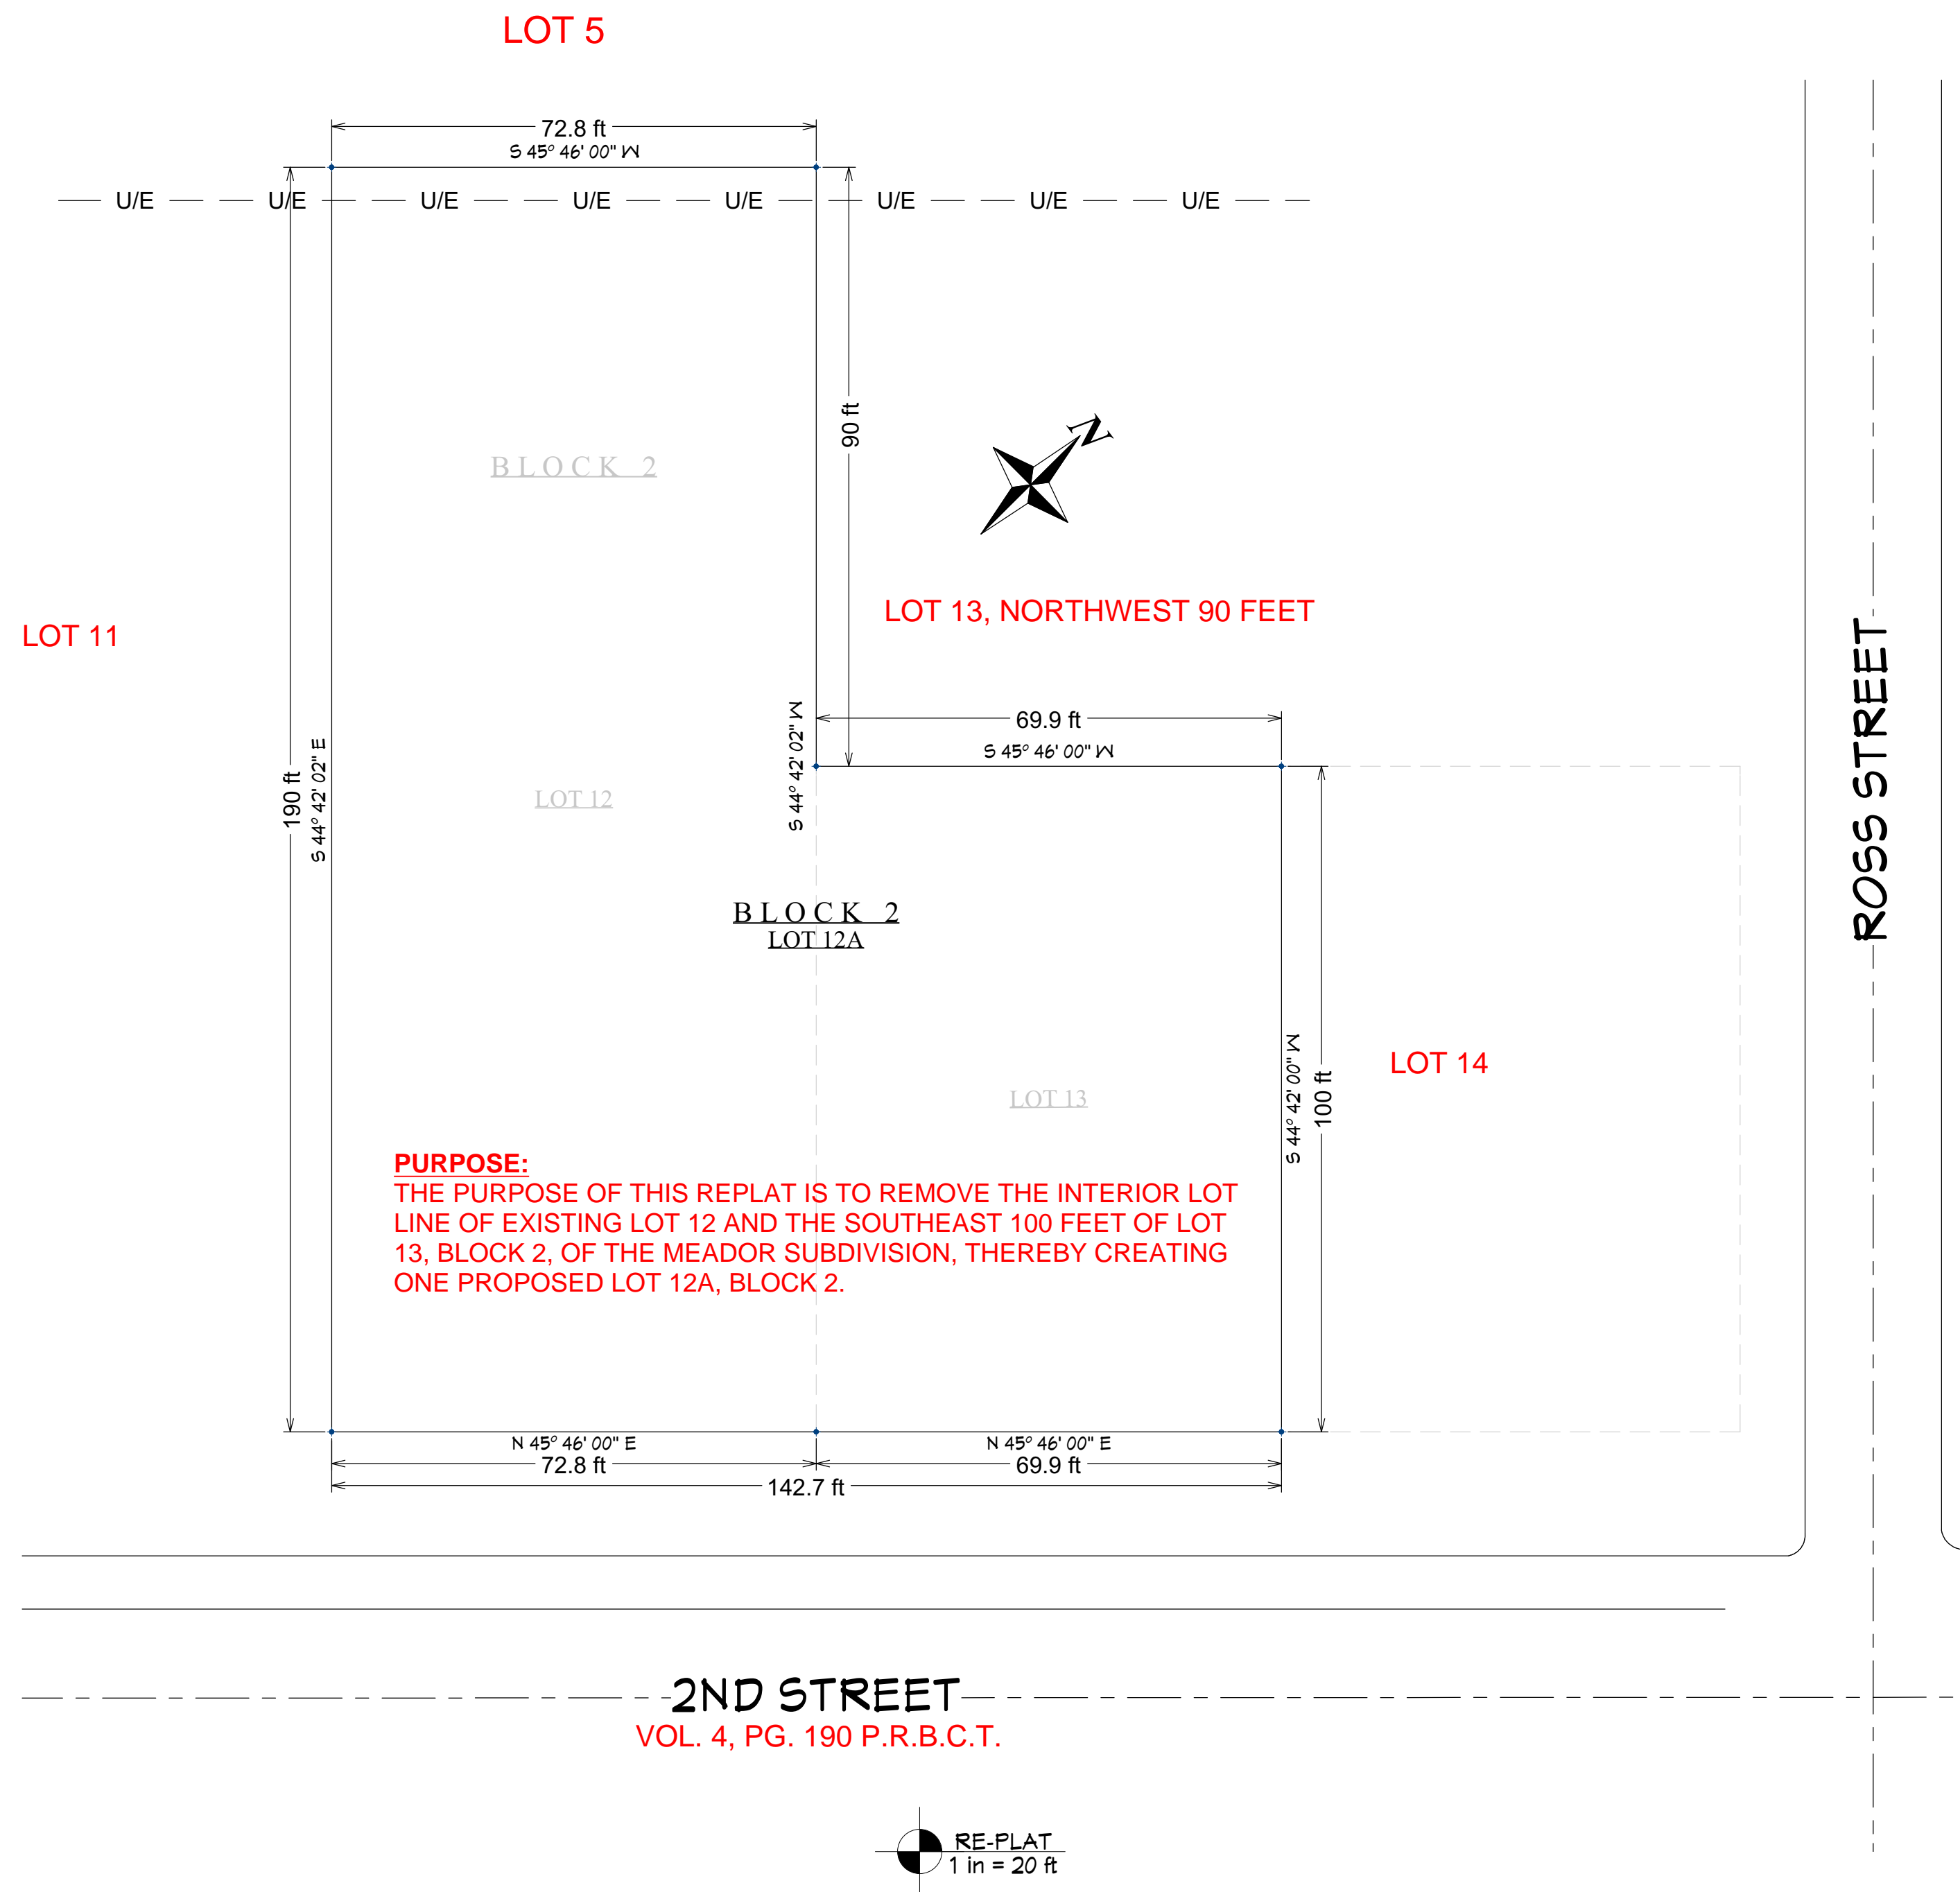 LOT 5
72.8 ft
S 45° 46' 00" W
U/E U/E U/E U/E U/E U/E U/E U/E
90 ft
BLOCK 2
N
LOT 13, NORTHWEST 90 FEET
LOT 11
69.9 ft
S 45° 46' 00" W
S 44° 42' 02" W
190 ft
S 44° 42' 02" E
LOT 12
ROSS STREET
BLOCK 2
LOT 12A
LOT 14
S 44° 42' 00" W
100 ft
LOT 13
PURPOSE:
THE PURPOSE OF THIS REPLAT IS TO REMOVE THE INTERIOR LOT
LINE OF EXISTING LOT 12 AND THE SOUTHEAST 100 FEET OF LOT
13, BLOCK 2, OF THE MEADOR SUBDIVISION, THEREBY CREATING
ONE PROPOSED LOT 12A, BLOCK 2.
N 45° 46' 00" E
N 45° 46' 00" E
72.8 ft
69.9 ft
142.7 ft
2ND STREET
VOL. 4, PG. 190 P.R.B.C.T.
RE-PLAT
1 in = 20 ft